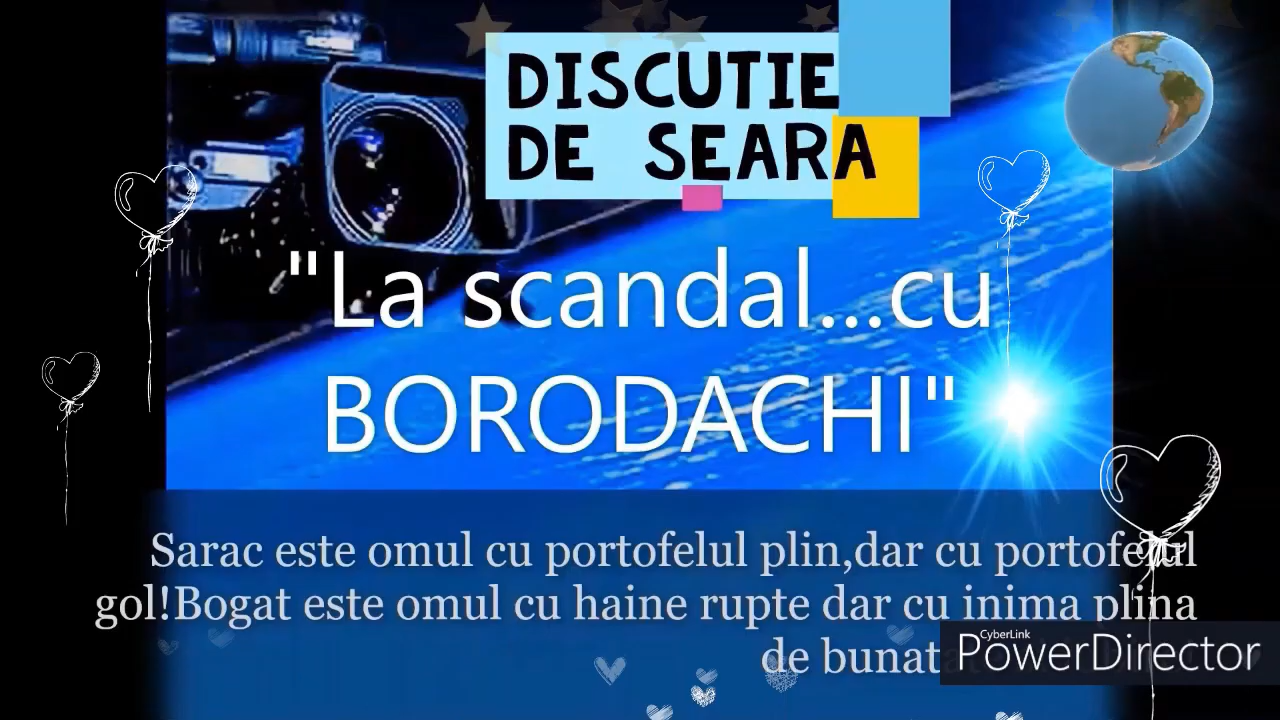 DISCUTIE
DE SEARA
"La scandal...cu
BORODACHI"
Sarac este omul cu portofelul plin,dar cu portofelul
gol!Bogat este omul cu haine rupte dar cu inima plina
de
CyberLink
PowerDirector